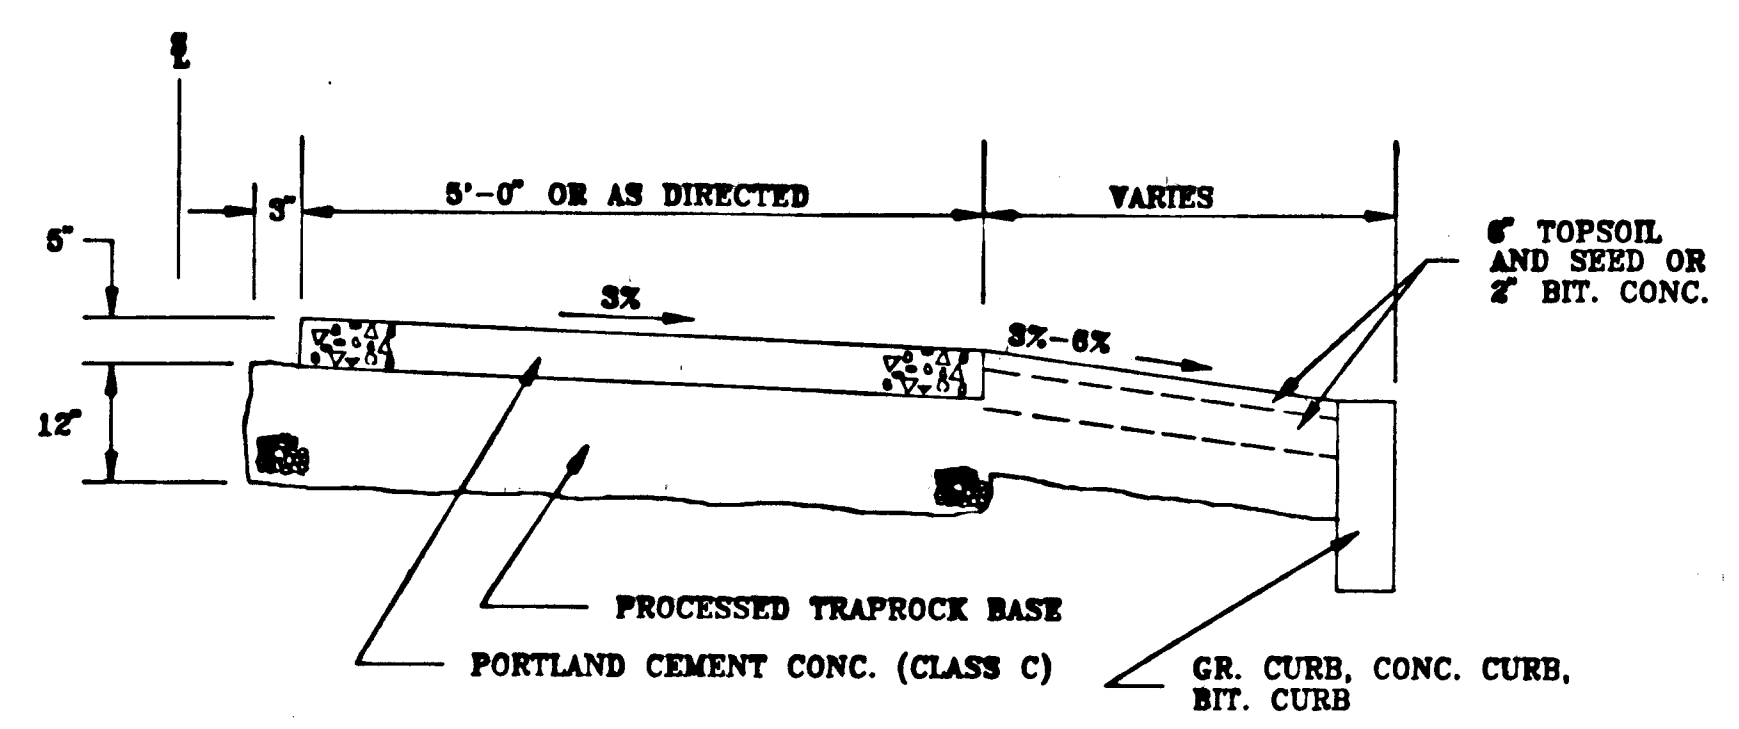 5'-0" OR AS DIRECTED
VARIES
3"
5"
6" TOPSOIL
AND SEED OR
2" BIT. CONC.
3%
3%-6%
12"
PROCESSED TRAPROCK BASE
PORTLAND CEMENT CONC. (CLASS C)
GR. CURB, CONC. CURB,
BIT. CURB